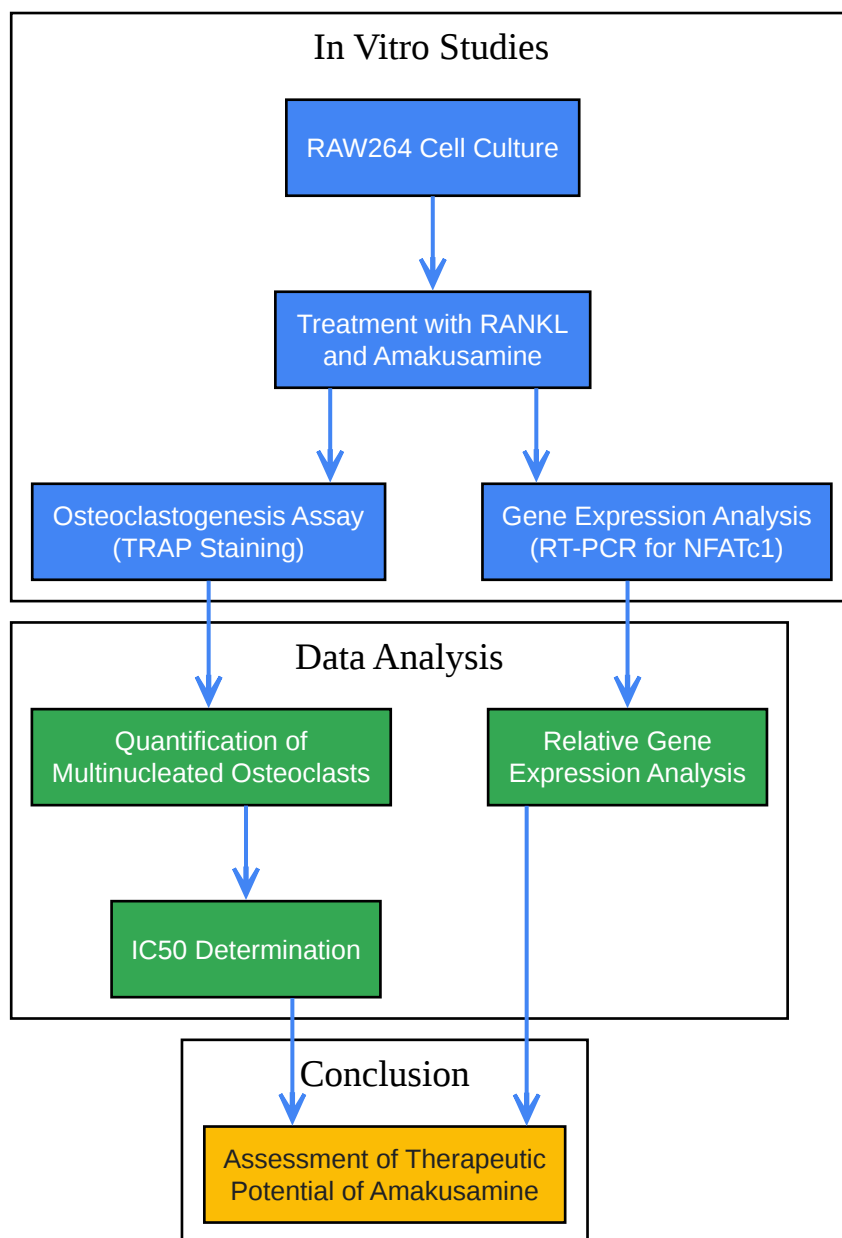 In Vitro Studies
RAW264 Cell Culture
Treatment with RANKL
and Amakusamine
Osteoclastogenesis Assay
(TRAP Staining)
Gene Expression Analysis
(RT-PCR for NFATc1)
Data Analysis
Quantification of
Multinucleated Osteoclasts
Relative Gene
Expression Analysis
IC50 Determination
Conclusion
Assessment of Therapeutic
Potential of Amakusamine